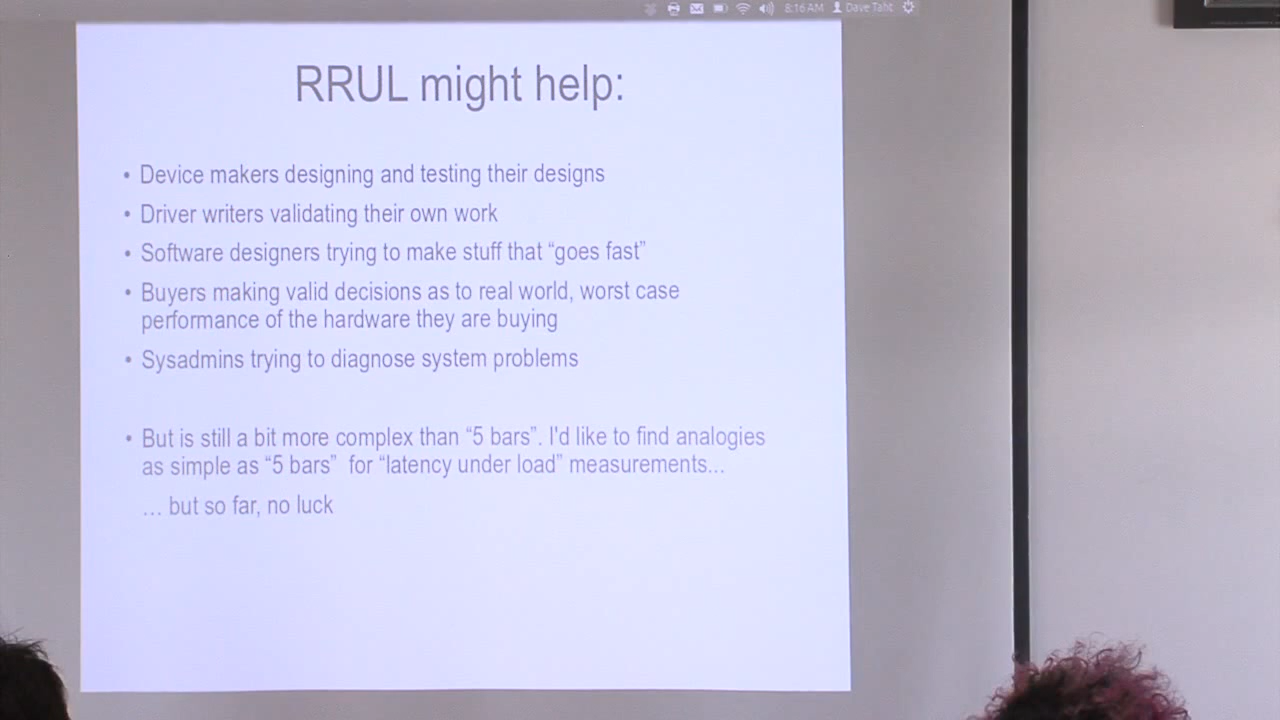 8:16 AM Dave Taht
RRUL might help:
• Device makers designing and testing their designs
• Driver writers validating their own work
• Software designers trying to make stuff that “goes fast”
• Buyers making valid decisions as to real world, worst case
performance of the hardware they are buying
• Sysadmins trying to diagnose system problems
• But is still a bit more complex than “5 bars”. I'd like to find analogies
as simple as “5 bars” for “latency under load” measurements...
... but so far, no luck